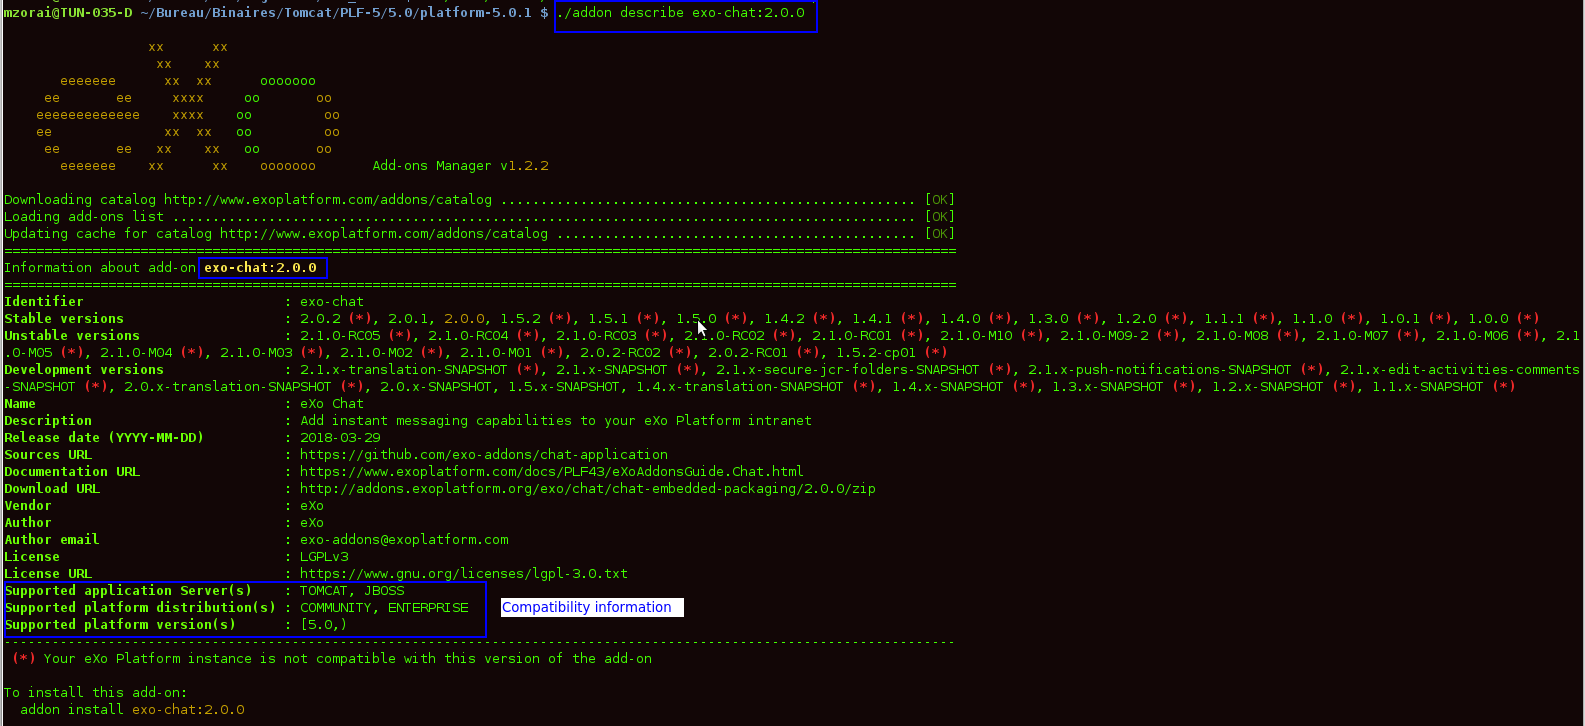 mzorai@TUN-035-D ~/Bureau/Binaires/Tomcat/PLF-5/5.0/platform-5.0.1 $ ./addon describe exo-chat:2.0.0
xx      xx
xx    xx
eeeeeee      xx  xx      ooooooo
ee       ee     xxxx     oo       oo
eeeeeeeeeeeee    xxxx    oo         oo
ee              xx  xx   oo         oo
ee       ee   xx    xx   oo       oo
eeeeeee    xx      xx    ooooooo       Add-ons Manager v1.2.2
Downloading catalog http://www.exoplatform.com/addons/catalog .................................................... [OK]
Loading add-ons list ............................................................................................. [OK]
Updating cache for catalog http://www.exoplatform.com/addons/catalog ............................................. [OK]
=======================================================================================================================
Information about add-on exo-chat:2.0.0
=======================================================================================================================
Identifier                         : exo-chat
Stable versions                    : 2.0.2 (*), 2.0.1, 2.0.0, 1.5.2 (*), 1.5.1 (*), 1.5.0 (*), 1.4.2 (*), 1.4.1 (*), 1.4.0 (*), 1.3.0 (*), 1.2.0 (*), 1.1.1 (*), 1.1.0 (*), 1.0.1 (*), 1.0.0 (*)
Unstable versions                  : 2.1.0-RC05 (*), 2.1.0-RC04 (*), 2.1.0-RC03 (*), 2.1.0-RC02 (*), 2.1.0-RC01 (*), 2.1.0-M10 (*), 2.1.0-M09-2 (*), 2.1.0-M08 (*), 2.1.0-M07 (*), 2.1.0-M06 (*), 2.1
.0-M05 (*), 2.1.0-M04 (*), 2.1.0-M03 (*), 2.1.0-M02 (*), 2.1.0-M01 (*), 2.0.2-RC02 (*), 2.0.2-RC01 (*), 1.5.2-cp01 (*)
Development versions               : 2.1.x-translation-SNAPSHOT (*), 2.1.x-SNAPSHOT (*), 2.1.x-secure-jcr-folders-SNAPSHOT (*), 2.1.x-push-notifications-SNAPSHOT (*), 2.1.x-edit-activities-comments
-SNAPSHOT (*), 2.0.x-translation-SNAPSHOT (*), 2.0.x-SNAPSHOT, 1.5.x-SNAPSHOT, 1.4.x-translation-SNAPSHOT (*), 1.4.x-SNAPSHOT (*), 1.3.x-SNAPSHOT (*), 1.2.x-SNAPSHOT (*), 1.1.x-SNAPSHOT (*)
Name                               : eXo Chat
Description                        : Add instant messaging capabilities to your eXo Platform intranet
Release date (YYYY-MM-DD)          : 2018-03-29
Sources URL                        : https://github.com/exo-addons/chat-application
Documentation URL                  : https://www.exoplatform.com/docs/PLF43/eXoAddonsGuide.Chat.html
Download URL                       : http://addons.exoplatform.org/exo/chat/chat-embedded-packaging/2.0.0/zip
Vendor                             : eXo
Author                             : eXo
Author email                       : exo-addons@exoplatform.com
License                            : LGPLv3
License URL                        : https://www.gnu.org/licenses/lgpl-3.0.txt
Supported application Server(s)    : TOMCAT, JBOSS
Supported platform distribution(s) : COMMUNITY, ENTERPRISE Compatibility information
Supported platform version(s)      : [5.0,)
-----------------------------------------------------------------------------------------------------------------------
(*) Your eXo Platform instance is not compatible with this version of the add-on
To install this add-on:
addon install exo-chat:2.0.0